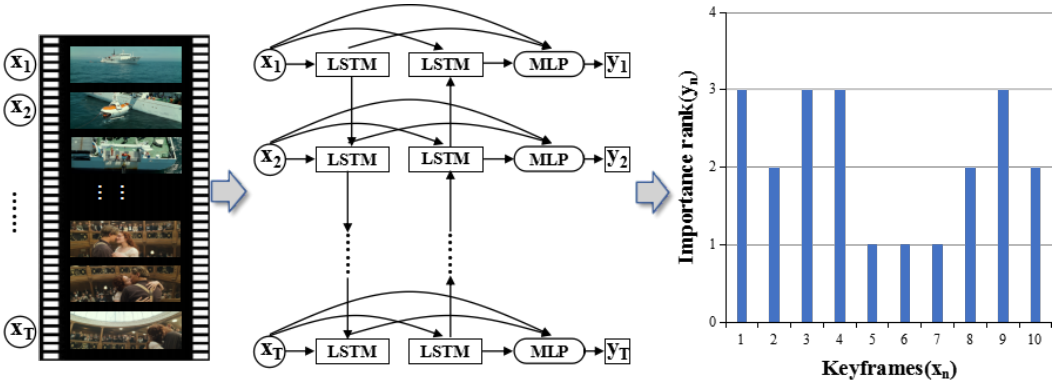 x1
x2
xT
x1 LSTM LSTM MLP y1
x2 LSTM LSTM MLP y2
xT LSTM LSTM MLP yT
Importance rank(yn)
4
3
2
1
0
1 2 3 4 5 6 7 8 9 10
Keyframes(xn)